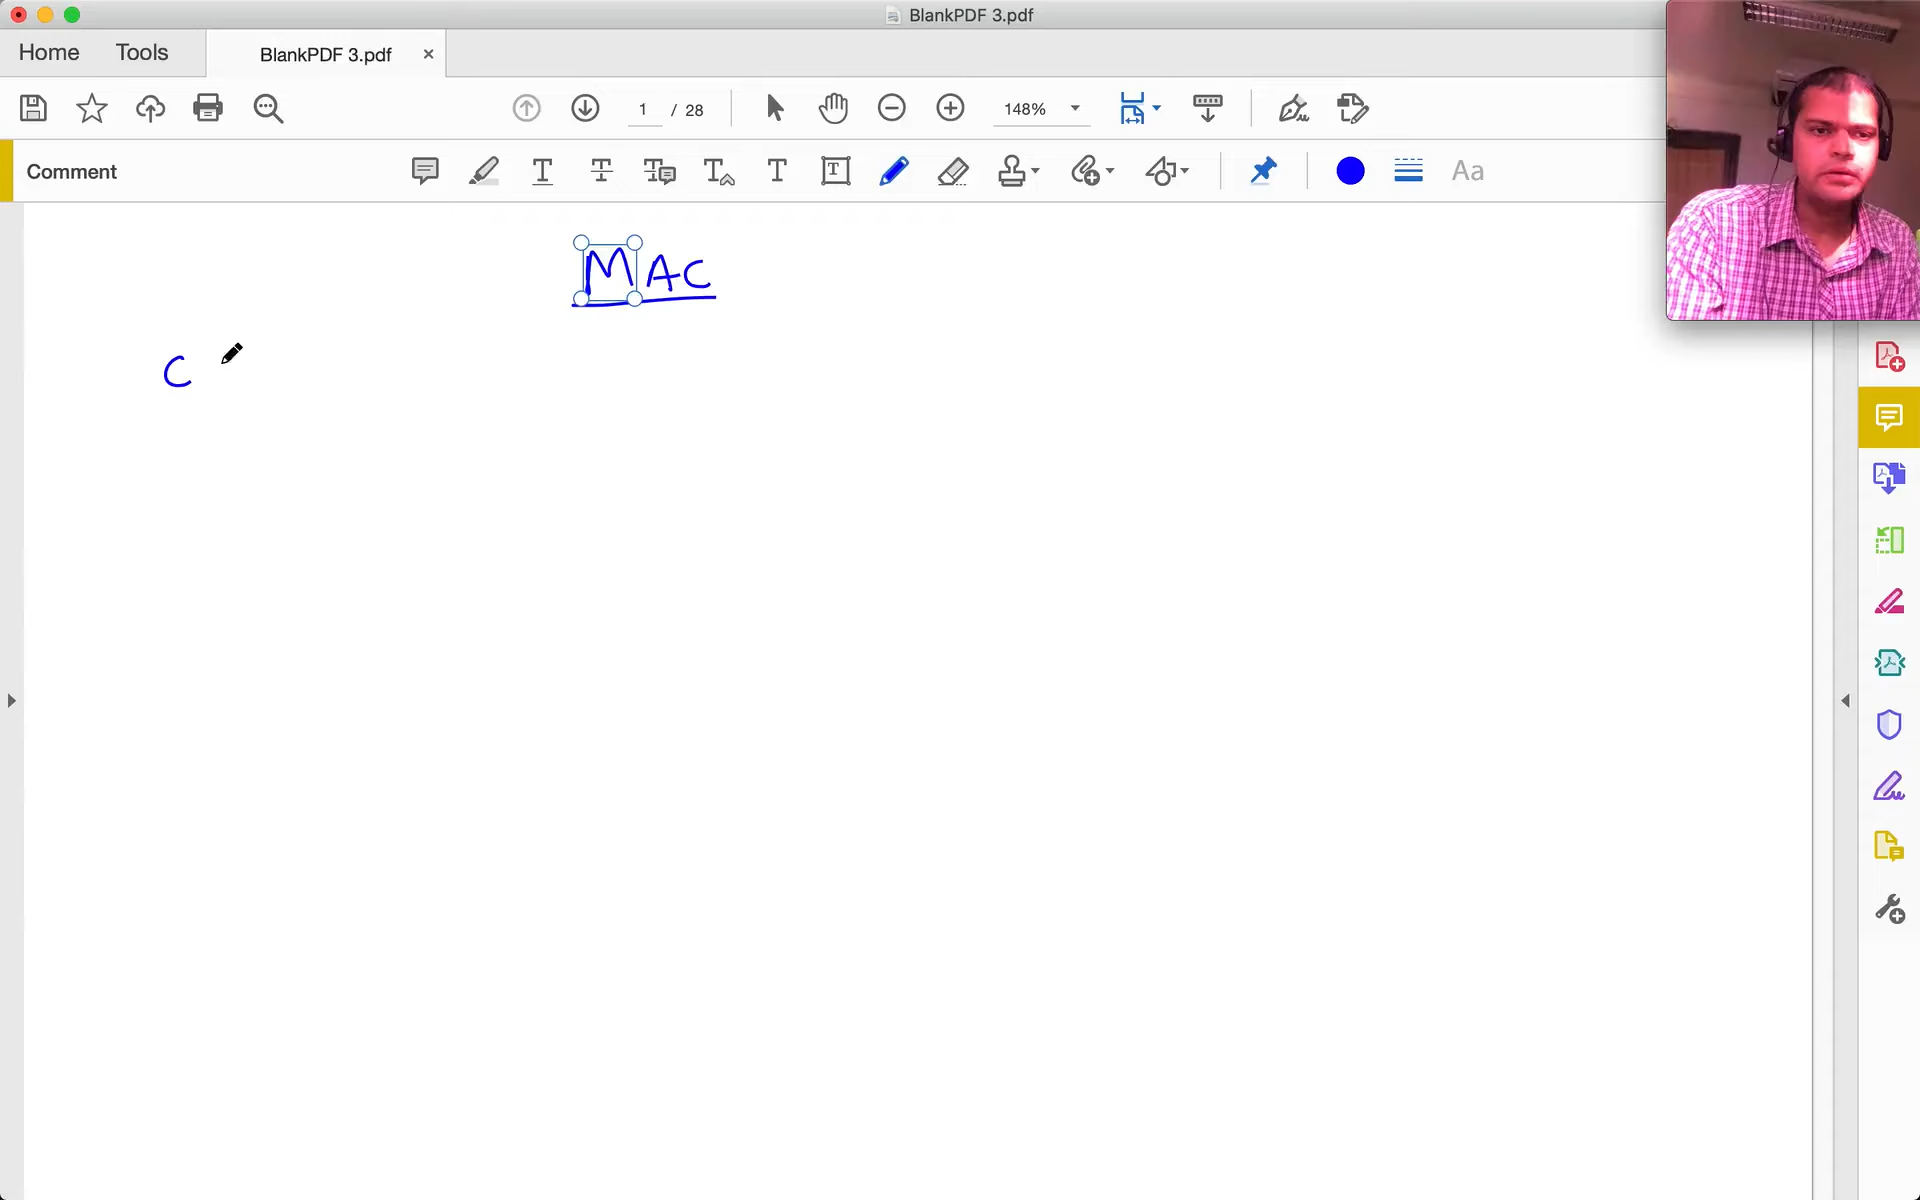 BlankPDF 3.pdf
Home Tools BlankPDF 3.pdf ×
1 / 28 148%
Comment Aa
MAC
C